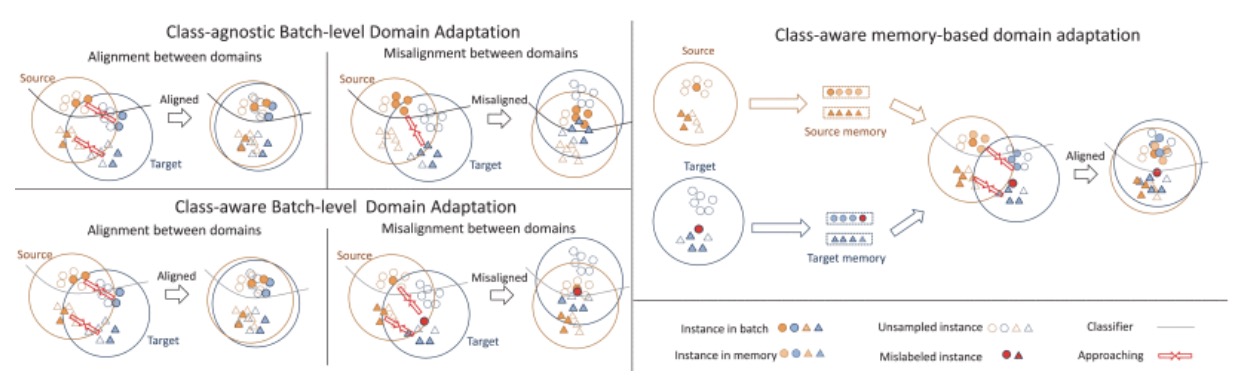 Class-agnostic Batch-level Domain Adaptation
Alignment between domains
Source
Aligned
Target
Misalignment between domains
Source
Misaligned
Target
Class-aware Batch-level Domain Adaptation
Alignment between domains
Source
Aligned
Target
Misalignment between domains
Source
Misaligned
Target
Class-aware memory-based domain adaptation
Source
Source memory
Target
Target memory
Aligned
Instance in batch
Unsampled instance
Classifier
Instance in memory
Mislabeled instance
Approaching